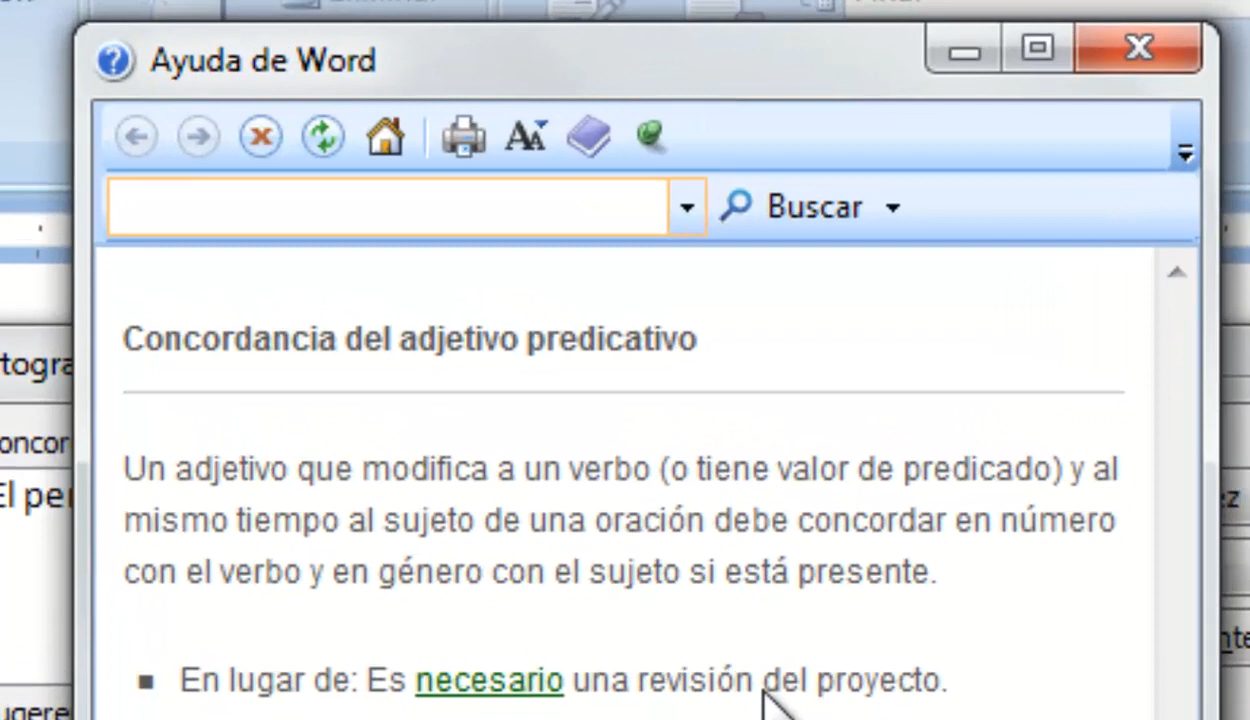 Ayuda de Word
Buscar
Concordancia del adjetivo predicativo
Un adjetivo que modifica a un verbo (o tiene valor de predicado) y al
mismo tiempo al sujeto de una oración debe concordar en número
con el verbo y en género con el sujeto si está presente.
En lugar de: Es necesario una revisión del proyecto.
El